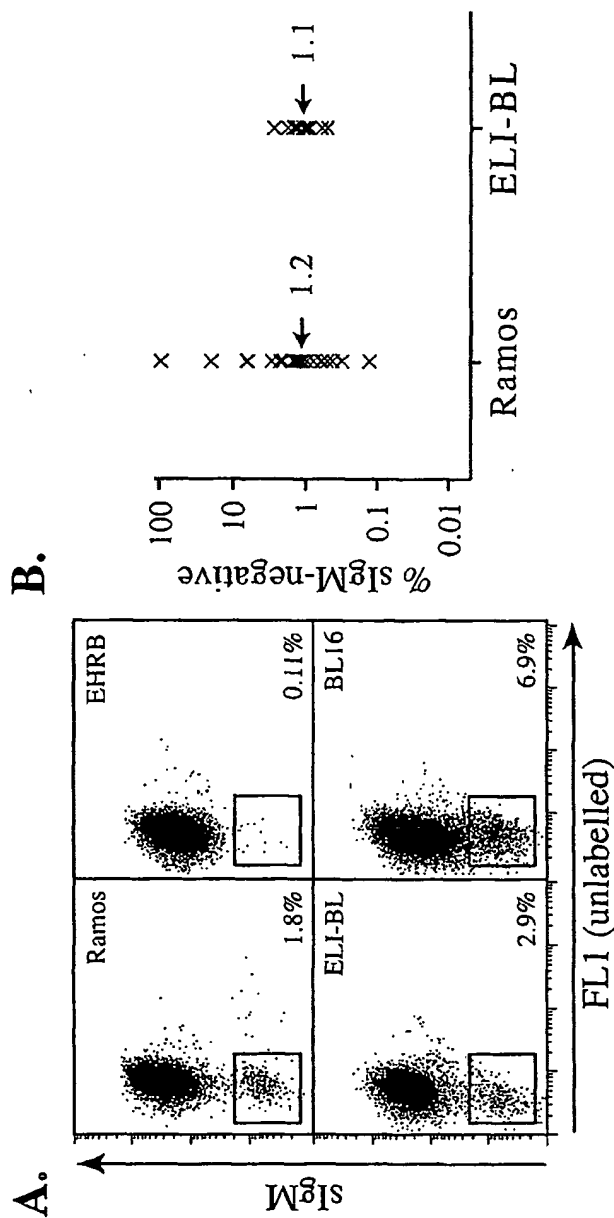 A.
sIgM
Ramos
1.8%
EHRB
0.11%
ELI-BL
2.9%
BL16
6.9%
FL1 (unlabelled)
B.
% sIgM-negative
100
10
1
0.1
0.01
1.2
1.1
Ramos
ELI-BL